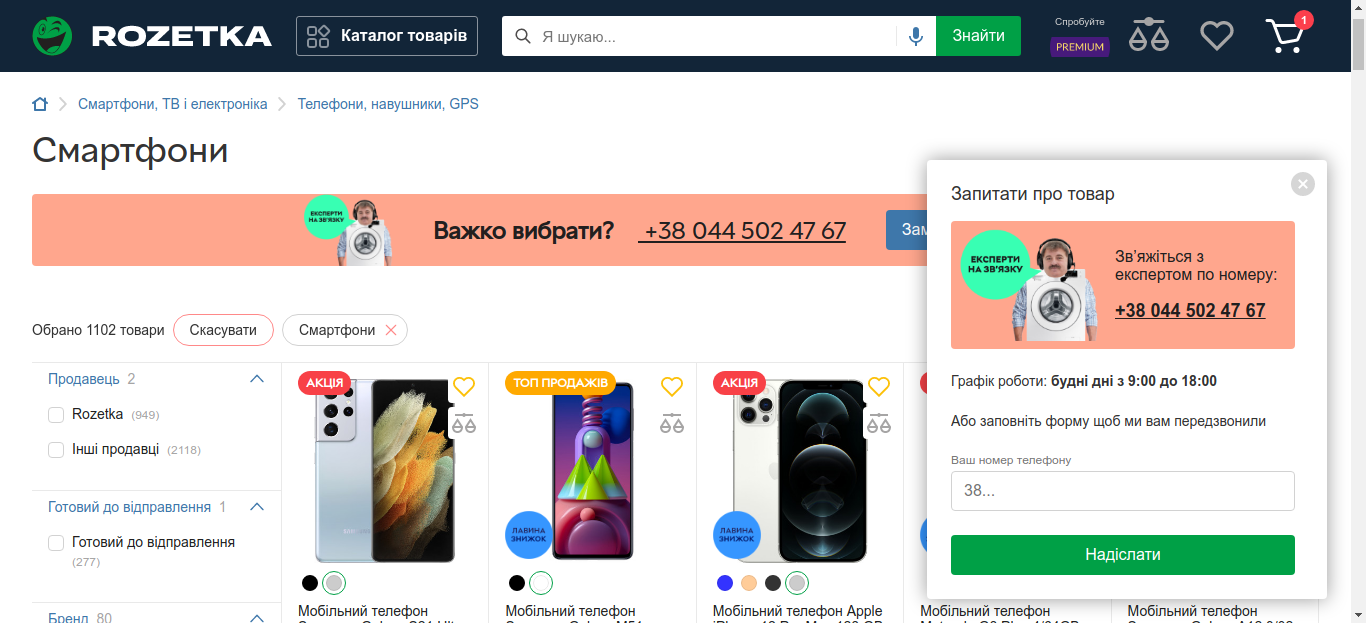 ROZETKA
Каталог товарів
Я шукаю...
Знайти
Спробуйте
PREMIUM
1
Смартфони, ТВ і електроніка
Телефони, навушники, GPS
Смартфони
ЕКСПЕРТИ
НА ЗВ'ЯЗКУ
Важко вибрати? +38 044 502 47 67
Зам
Обрано 1102 товари
Скасувати
Смартфони
Продавець 2
Rozetka (949)
Інші продавці (2118)
Готовий до відправлення 1
Готовий до відправлення
(277)
Бренд 80
АКЦІЯ
Мобільний телефон
ТОП ПРОДАЖІВ
ЛАВИНА
ЗНИЖОК
Мобільний телефон
АКЦІЯ
ЛАВИНА
ЗНИЖОК
Мобільний телефон Apple
Мобільний телефон
Мобільний телефон
Запитати про товар
ЕКСПЕРТИ
НА ЗВ'ЯЗКУ
Зв'яжіться з
експертом по номеру:
+38 044 502 47 67
Графік роботи: будні дні з 9:00 до 18:00
Або заповніть форму щоб ми вам передзвонили
Ваш номер телефону
38...
Надіслати